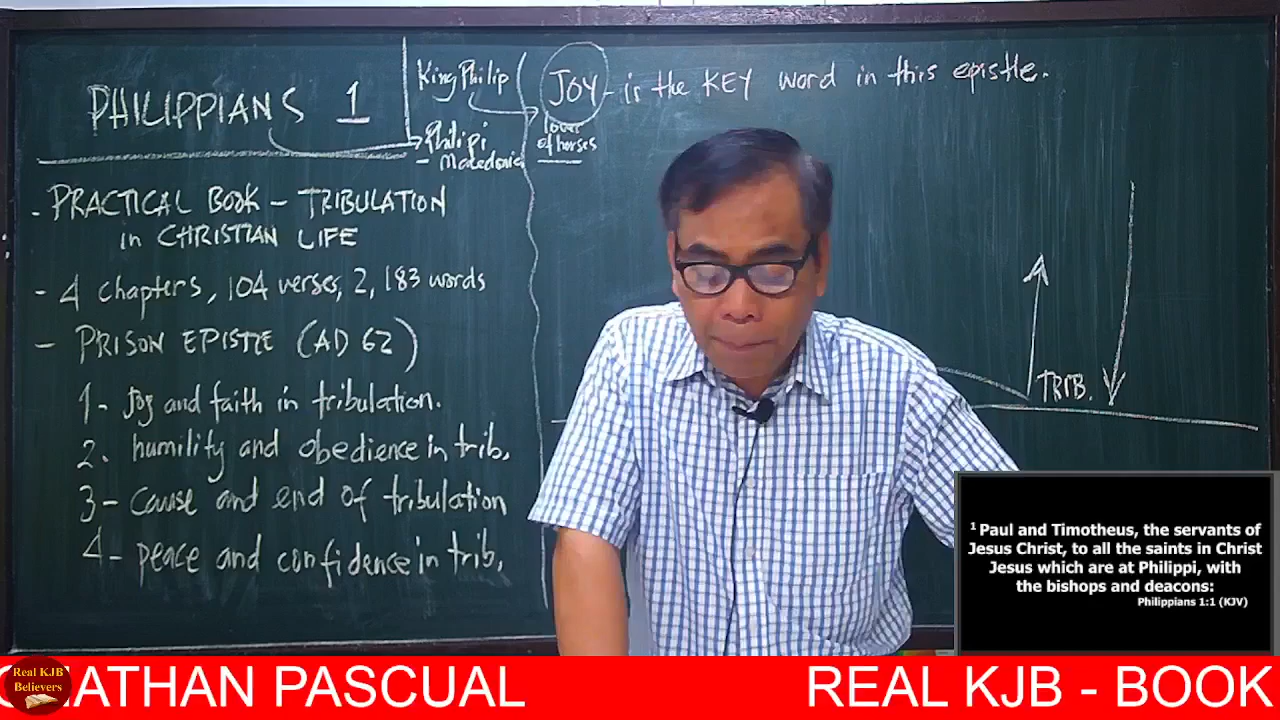 PHILIPPIANS 1
King Philip
Philipi
- Macedonia
JOY - is the KEY word in this epistle.
lover
of horses
- PRACTICAL BOOK - TRIBULATION
in CHRISTIAN LIFE
- 4 chapters, 104 verses, 2,183 words
- PRISON EPISTLE (AD 62)
1- joy and faith in tribulation.
2. humility and obedience in trib.
3- cause and end of tribulation
4- peace and confidence in trib.
TRIB.
1 Paul and Timotheus, the servants of
Jesus Christ, to all the saints in Christ
Jesus which are at Philippi, with
the bishops and deacons:
Philippians 1:1 (KJV)
Real KJB
Believers
ATHAN PASCUAL REAL KJB - BOOK